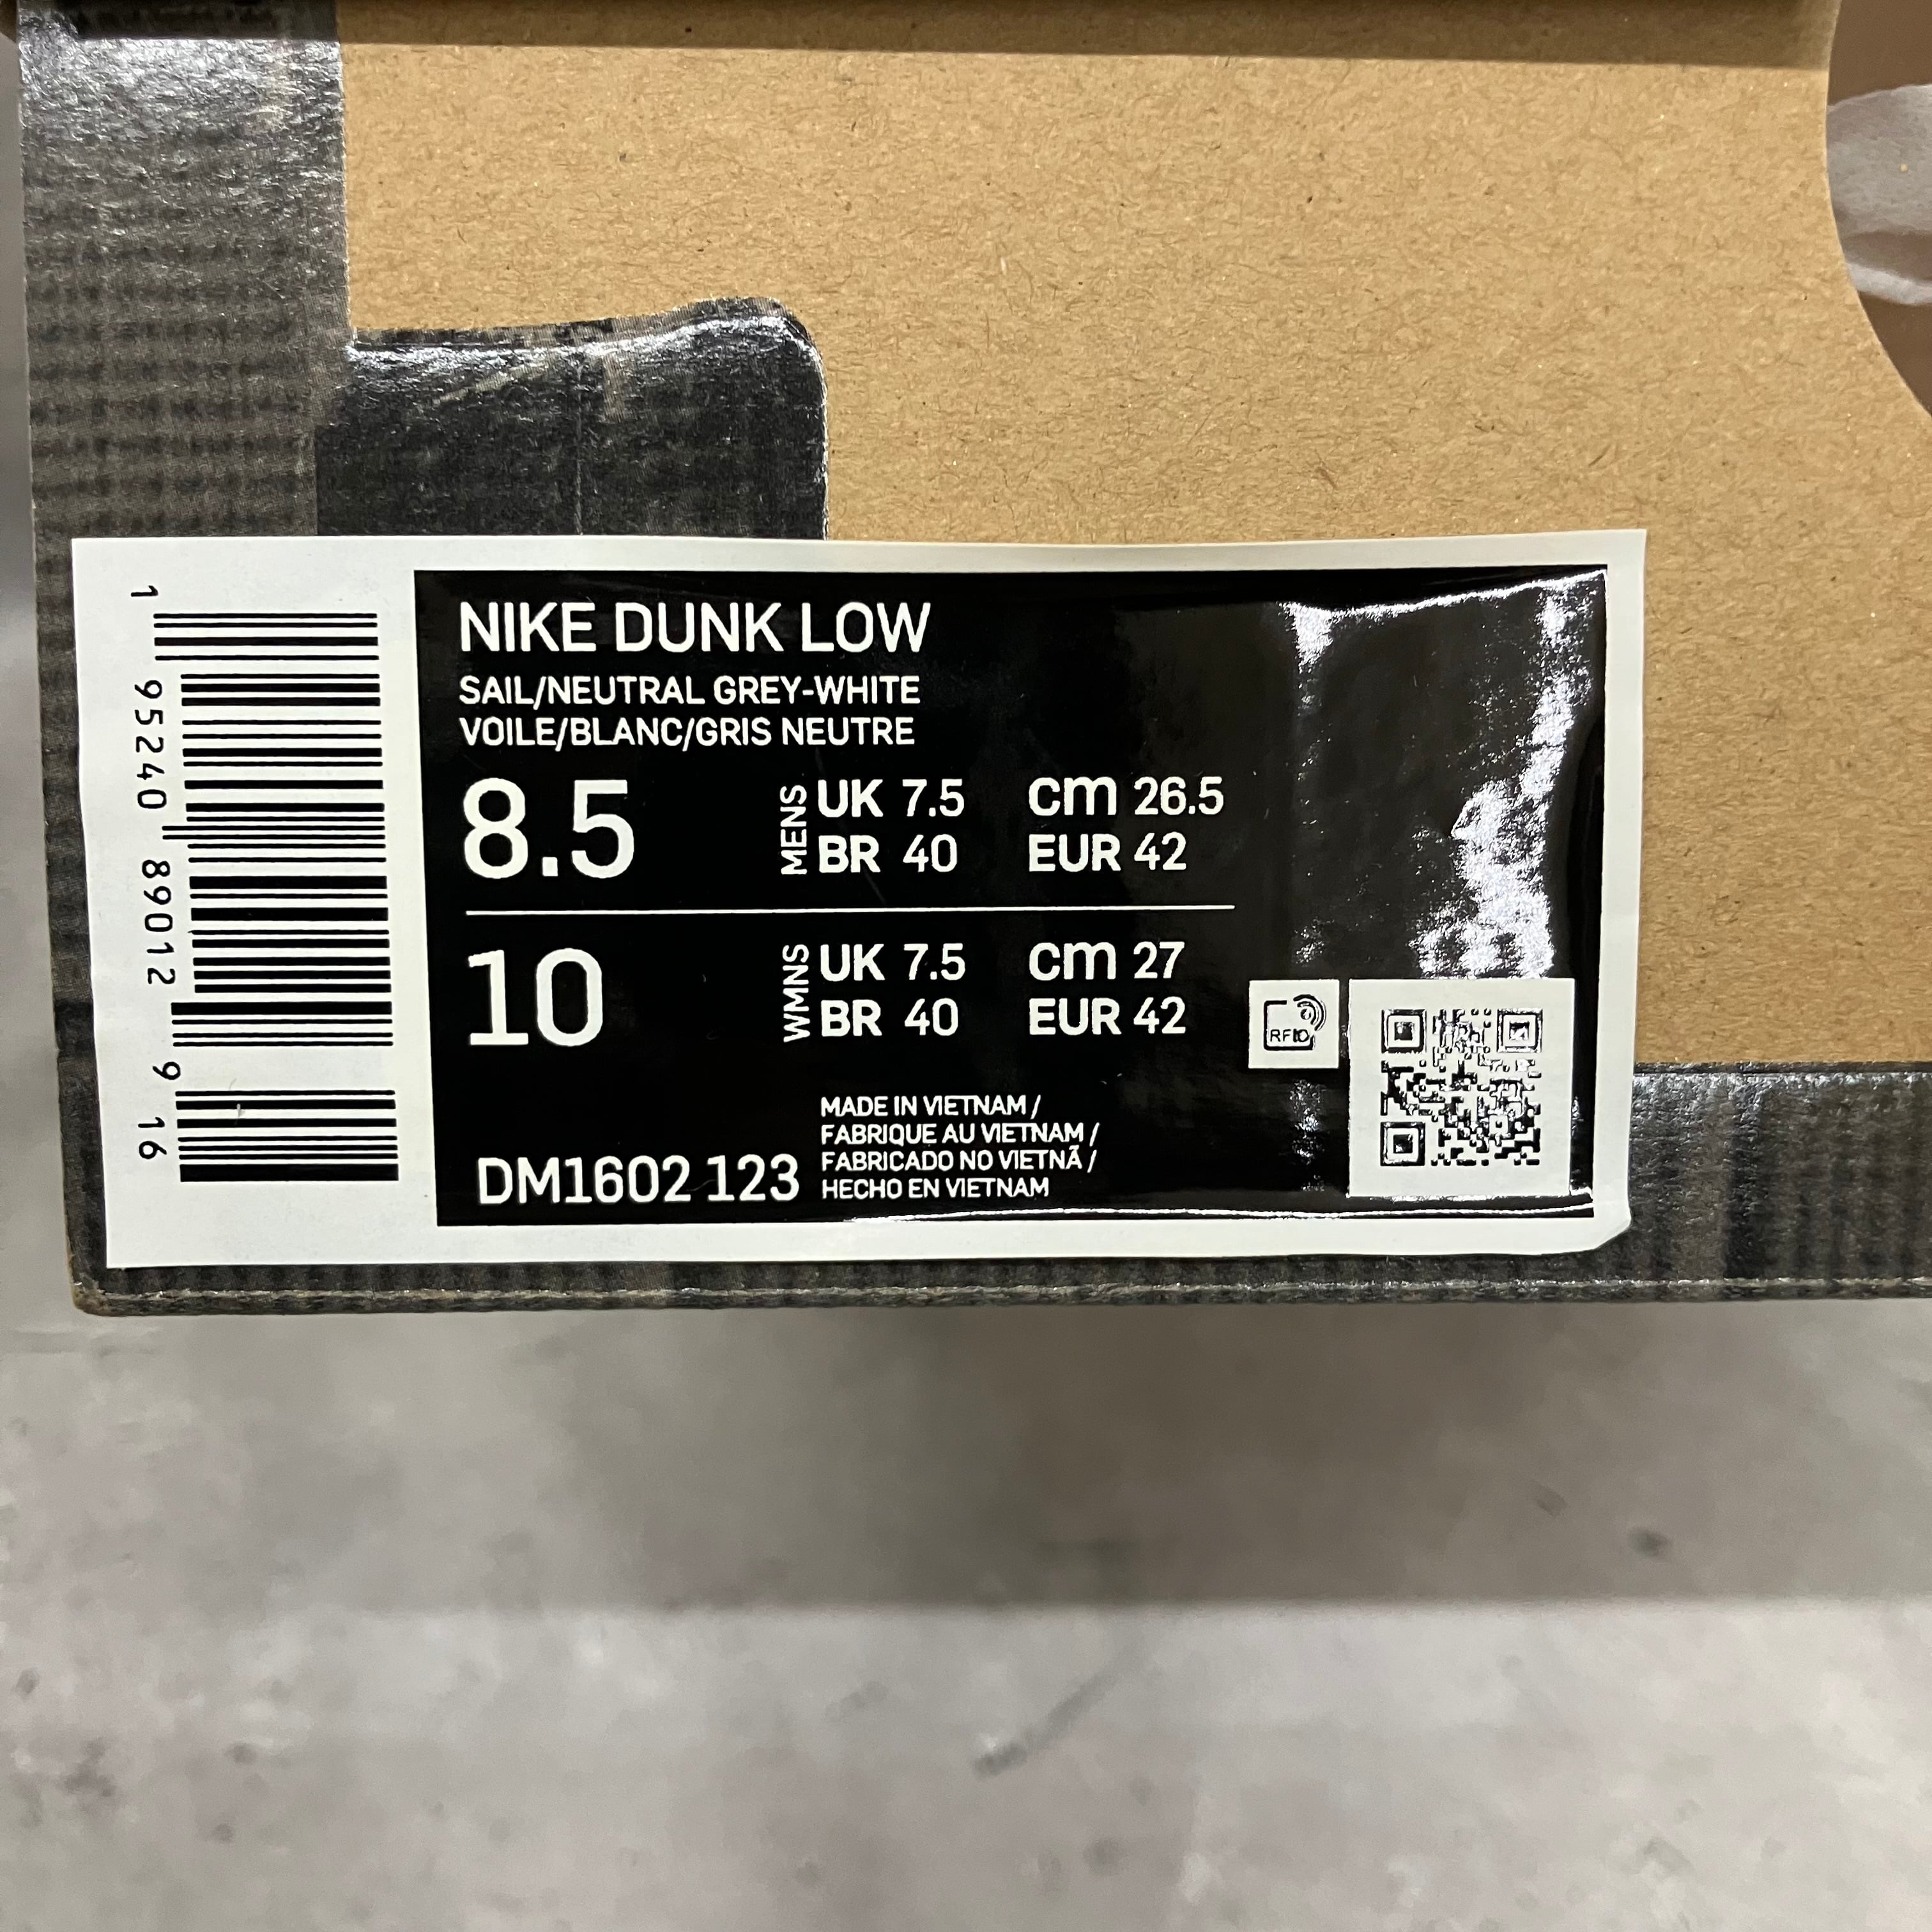 1 95240 89012 9 16
NIKE DUNK LOW
SAIL/NEUTRAL GREY-WHITE
VOILE/BLANC/GRIS NEUTRE
8.5 MENS UK 7.5 cm 26.5
BR 40 EUR 42
10 WMNS UK 7.5 cm 27
BR 40 EUR 42
RFID
MADE IN VIETNAM /
FABRIQUE AU VIETNAM /
FABRICADO NO VIETNÃ /
HECHO EN VIETNAM
DM1602 123